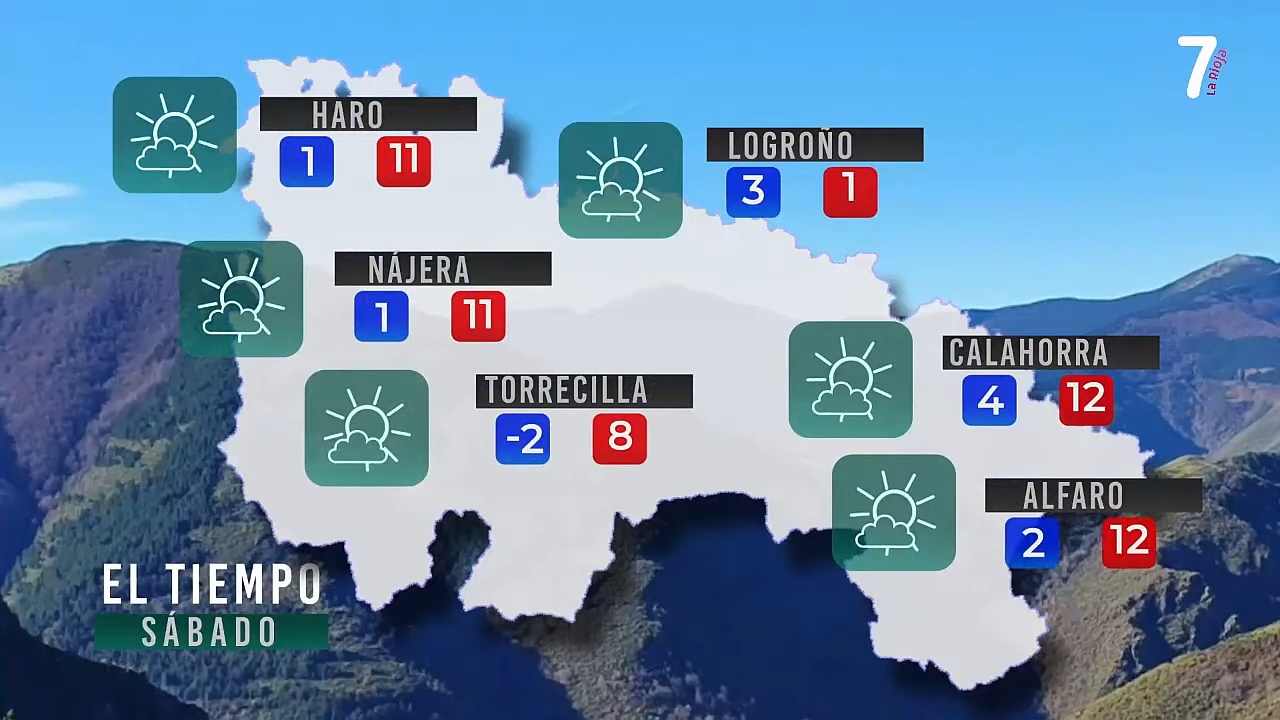 7
La Rioja
HARO
1 11
LOGROÑO
3 1
NÁJERA
1 11
CALAHORRA
4 12
TORRECILLA
-2 8
ALFARO
2 12
EL TIEMPO
SÁBADO